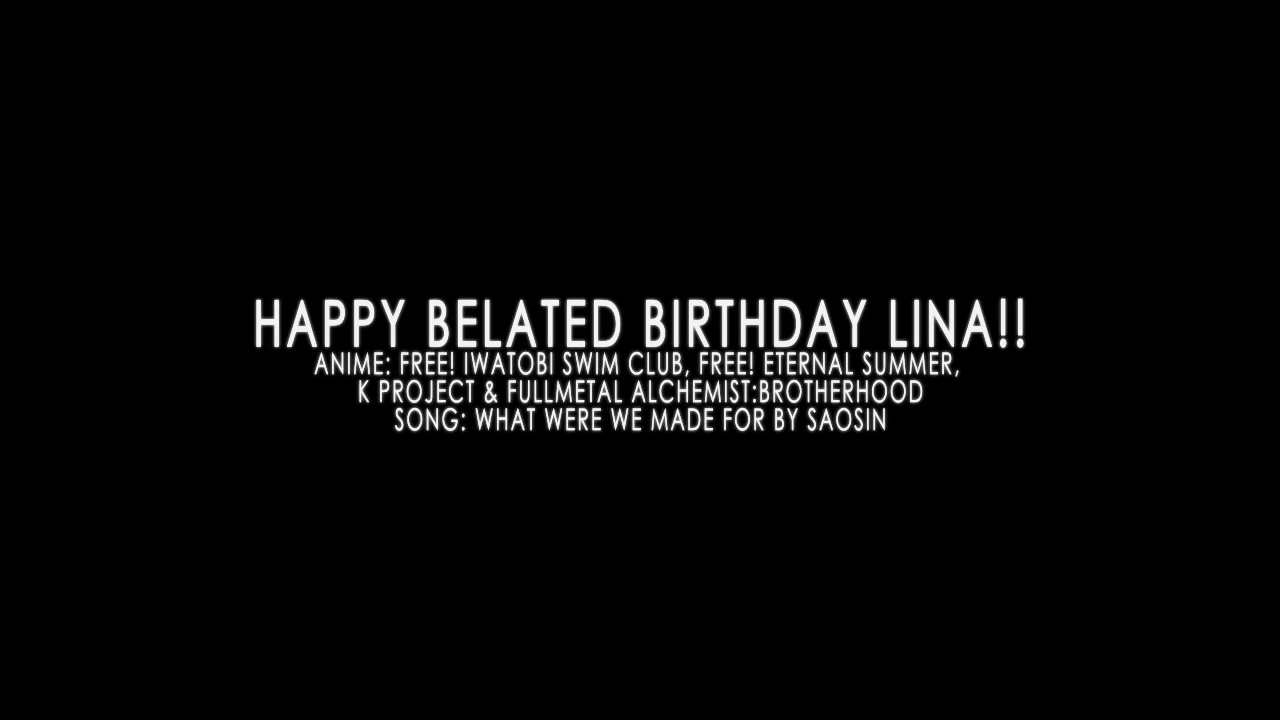 HAPPY BELATED BIRTHDAY LINA!!
ANIME: FREE! IWATOBI SWIM CLUB, FREE! ETERNAL SUMMER,
K PROJECT & FULLMETAL ALCHEMIST:BROTHERHOOD
SONG: WHAT WERE WE MADE FOR BY SAOSIN